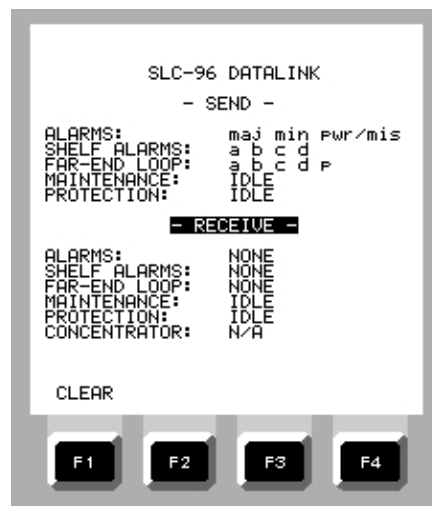 SLC-96 DATALINK
- SEND -
ALARMS: maj min pwr/mis
SHELF ALARMS: a b c d
FAR-END LOOP: a b c d p
MAINTENANCE: IDLE
PROTECTION: IDLE
- RECEIVE -
ALARMS: NONE
SHELF ALARMS: NONE
FAR-END LOOP: NONE
MAINTENANCE: IDLE
PROTECTION: IDLE
CONCENTRATOR: N/A
CLEAR
F1 F2 F3 F4